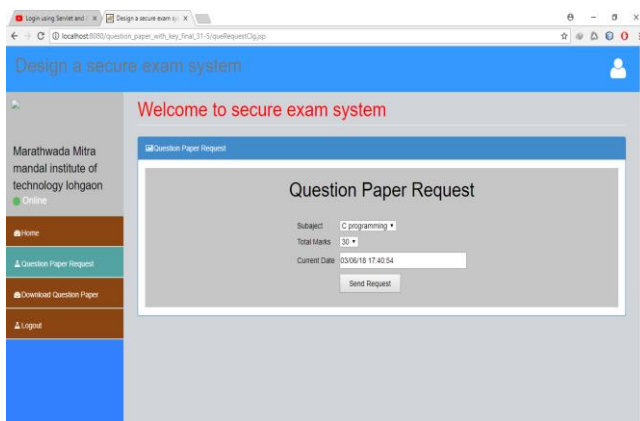 Login using Servlet and
Design a secure exam sy
localhost:8080/question_paper_with_key_final_31-5/queRequestClg.jsp
Design a secure exam system
Welcome to secure exam system
Marathwada Mitra
mandal institute of
technology lohgaon
Online
Home
Question Paper Request
Download Question Paper
Logout
Question Paper Request
Question Paper Request
Subaject C programming
Total Marks 30
Current Date 03/06/18 17:40:54
Send Request